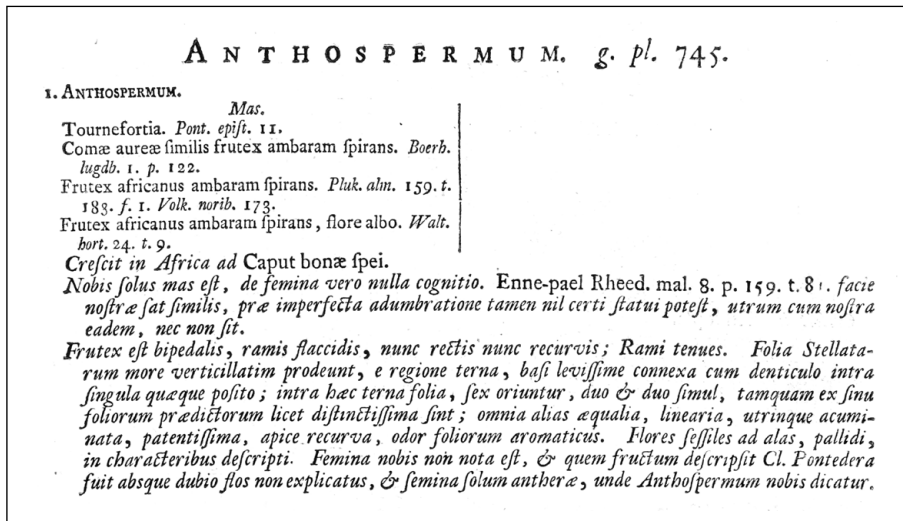 ANTHOSPERMUM. g. pl. 745.
1. ANTHOSPERMUM.
Mas.
Tournefortia. Pont. epiſt. 11.
Comæ aureæ ſimilis frutex ambaram ſpirans. Boerh.
lugdb. 1. p. 122.
Frutex africanus ambaram ſpirans. Pluk. alm. 159. t.
183. f. 1. Volk. norib. 173.
Frutex africanus ambaram ſpirans, flore albo. Walt.
hort. 24. t. 9.
Creſcit in Africa ad Caput bonæ ſpei.
Nobis ſolus mas eſt, de femina vero nulla cognitio. Enne-pael Rheed. mal. 8. p. 159. t. 81. facie
noſtræ ſat ſimilis, præ imperfecta adumbratione tamen nil certi ſtatui poteſt, utrum cum noſtra
eadem, nec non ſit.
Frutex eſt bipedalis, ramis flaccidis, nunc rectis nunc recurvis; Rami tenues. Folia Stellata-
rum more verticillatim prodeunt, e regione terna, baſi leviſſime connexa cum denticulo intra
ſingula quæque poſito; intra hæc terna folia, ſex oriuntur, duo & duo ſimul, tamquam ex ſinu
foliorum prædictorum licet diſtinctiſſima ſint; omnia alias æqualia, linearia, utrinque acumi-
nata, patentiſſima, apice recurva, odor foliorum aromaticus. Flores ſeſſiles ad alas, pallidi,
in characteribus deſcripti. Femina nobis non nota eſt, & quem fructum deſcripſit Cl. Pontedera
fuit absque dubio flos non explicatus, & ſemina ſolum antheræ, unde Anthoſpermum nobis dicatur.